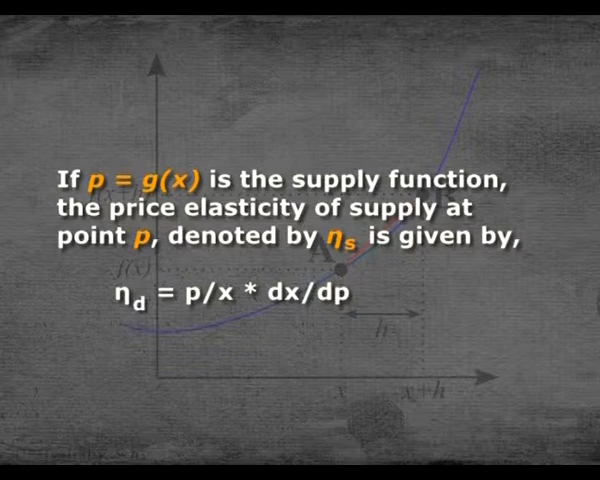 If p = g(x) is the supply function,
the price elasticity of supply at
point p, denoted by ηs is given by,
ηd = p/x * dx/dp
A
f(x)
h
x
x+h